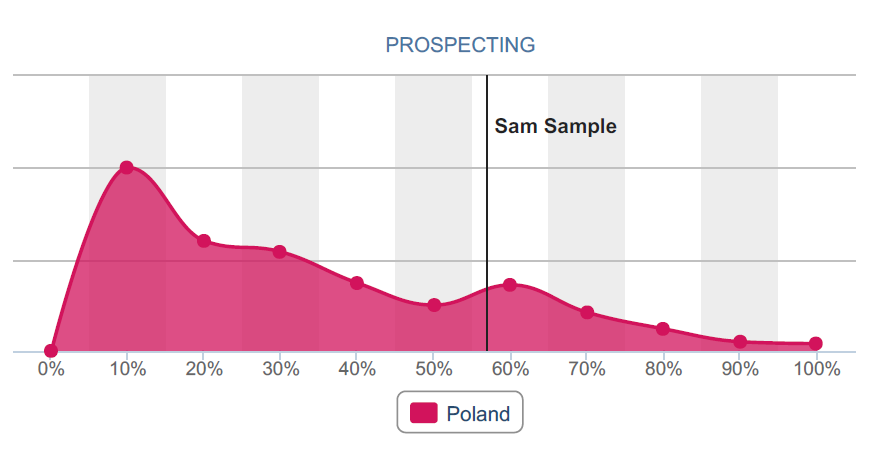 PROSPECTING
Sam Sample
0% 10% 20% 30% 40% 50% 60% 70% 80% 90% 100%
Poland